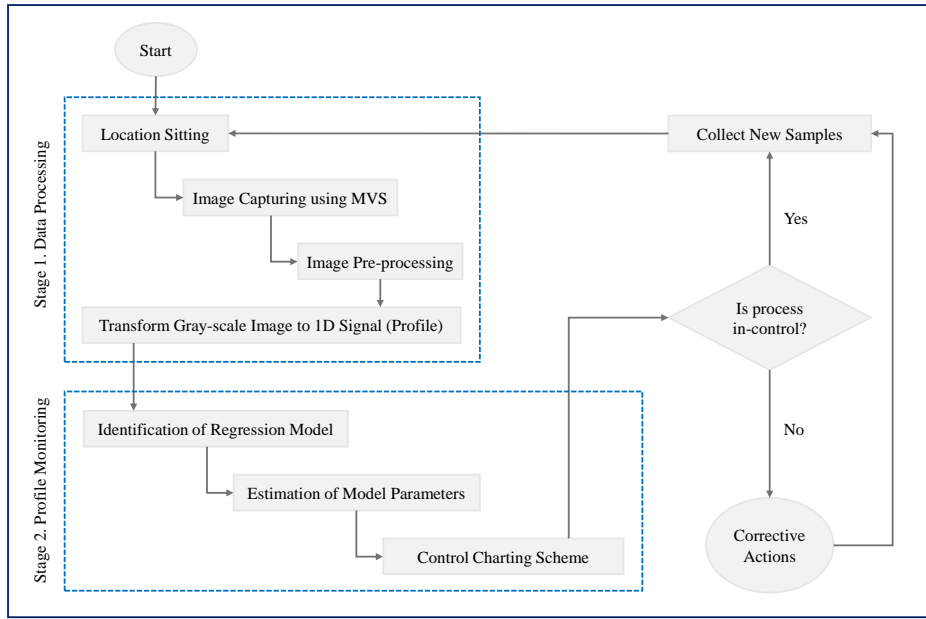 Start
Stage 1. Data Processing
Location Sitting
Image Capturing using MVS
Image Pre-processing
Transform Gray-scale Image to 1D Signal (Profile)
Stage 2. Profile Monitoring
Identification of Regression Model
Estimation of Model Parameters
Control Charting Scheme
Collect New Samples
Yes
Is process
in-control?
No
Corrective
Actions